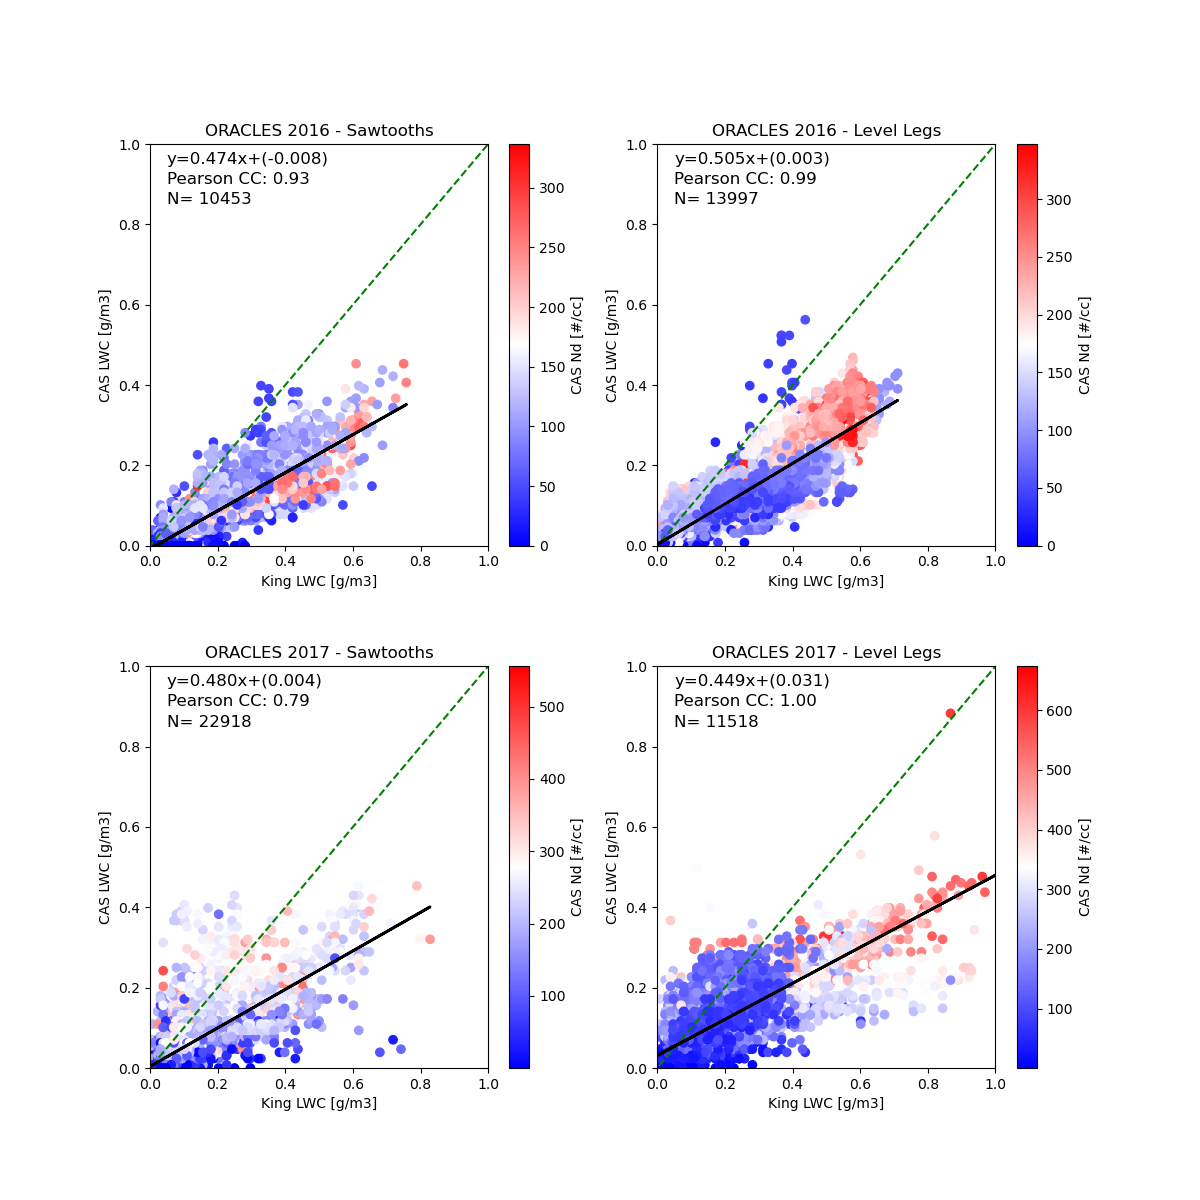 ORACLES 2016 - Sawtooths
y=0.474x+(-0.008)
Pearson CC: 0.93
N= 10453
1.0
0.8
0.6
0.4
0.2
0.0
CAS LWC [g/m3]
0.0 0.2 0.4 0.6 0.8 1.0
King LWC [g/m3]
300
250
200
150
100
50
0
CAS Nd [#/cc]
ORACLES 2016 - Level Legs
y=0.505x+(0.003)
Pearson CC: 0.99
N= 13997
1.0
0.8
0.6
0.4
0.2
0.0
CAS LWC [g/m3]
0.0 0.2 0.4 0.6 0.8 1.0
King LWC [g/m3]
300
250
200
150
100
50
0
CAS Nd [#/cc]
ORACLES 2017 - Sawtooths
y=0.480x+(0.004)
Pearson CC: 0.79
N= 22918
1.0
0.8
0.6
0.4
0.2
0.0
CAS LWC [g/m3]
0.0 0.2 0.4 0.6 0.8 1.0
King LWC [g/m3]
500
400
300
200
100
CAS Nd [#/cc]
ORACLES 2017 - Level Legs
y=0.449x+(0.031)
Pearson CC: 1.00
N= 11518
1.0
0.8
0.6
0.4
0.2
0.0
CAS LWC [g/m3]
0.0 0.2 0.4 0.6 0.8 1.0
King LWC [g/m3]
600
500
400
300
200
100
CAS Nd [#/cc]